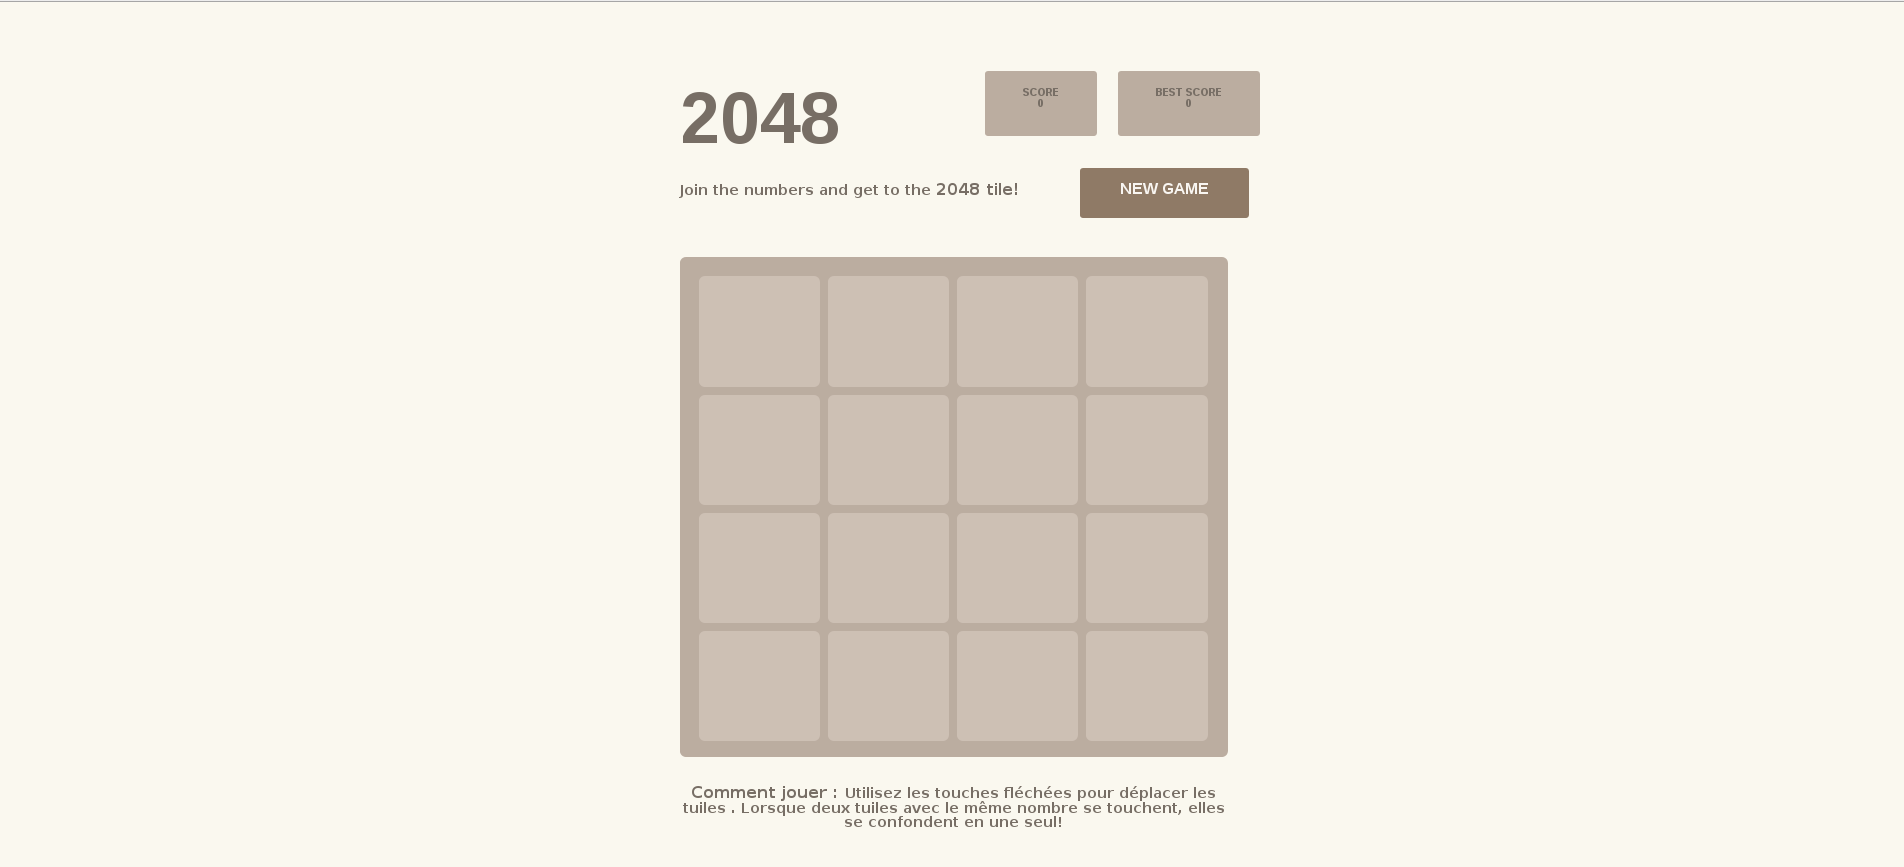 2048
SCORE
0
BEST SCORE
0
Join the numbers and get to the 2048 tile!
NEW GAME
Comment jouer : Utilisez les touches fléchées pour déplacer les
tuiles . Lorsque deux tuiles avec le même nombre se touchent, elles
se confondent en une seul!